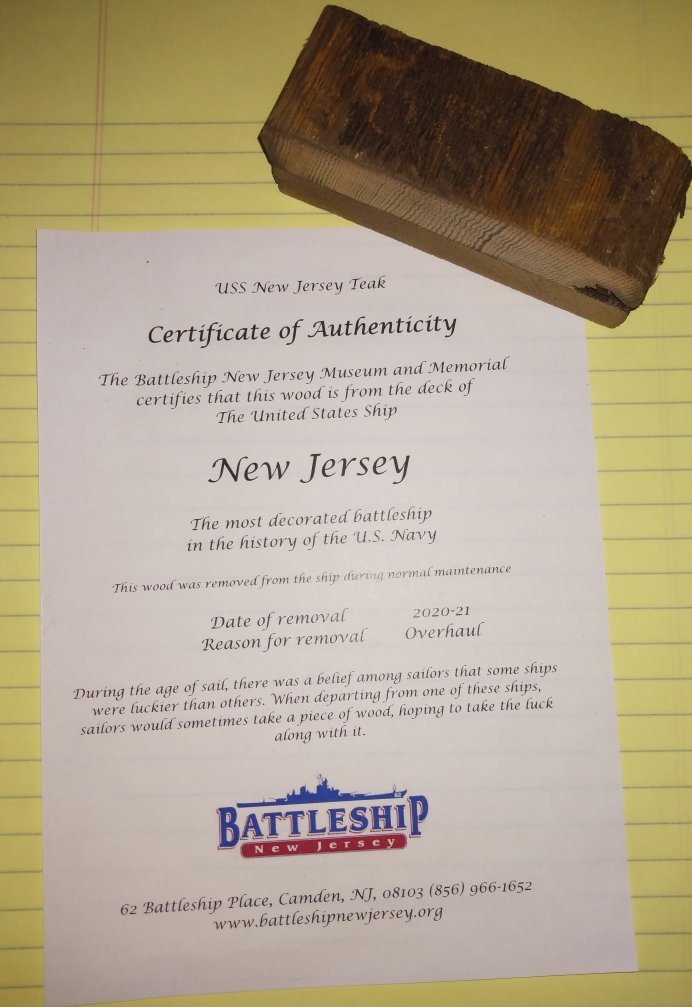 USS New Jersey Teak
Certificate of Authenticity
The Battleship New Jersey Museum and Memorial
certifies that this wood is from the deck of
The United States Ship
New Jersey
The most decorated battleship
in the history of the U.S. Navy
This wood was removed from the ship during normal maintenance
Date of removal 2020-21
Reason for removal Overhaul
During the age of sail, there was a belief among sailors that some ships
were luckier than others. When departing from one of these ships,
sailors would sometimes take a piece of wood, hoping to take the luck
along with it.
BATTLESHIP
New Jersey
62 Battleship Place, Camden, NJ, 08103 (856) 966-1652
www.battleshipnewjersey.org